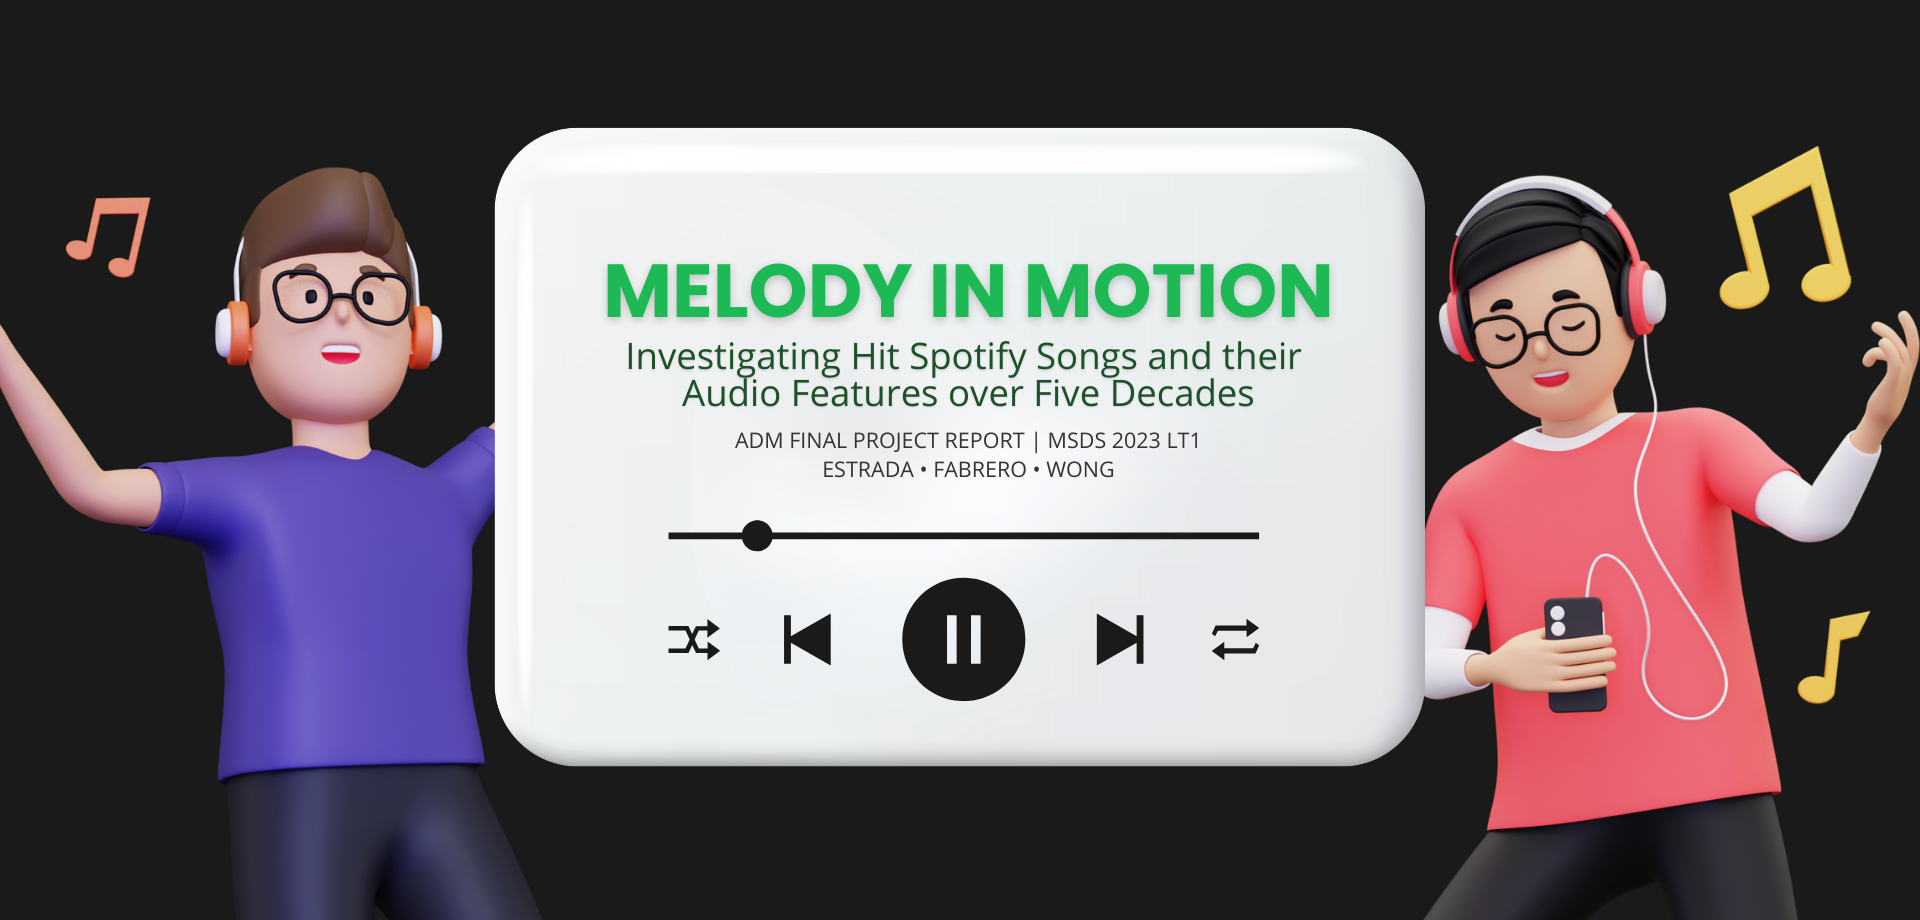 MELODY IN MOTION
Investigating Hit Spotify Songs and their
Audio Features over Five Decades
ADM FINAL PROJECT REPORT | MSDS 2023 LT1
ESTRADA • FABRERO • WONG